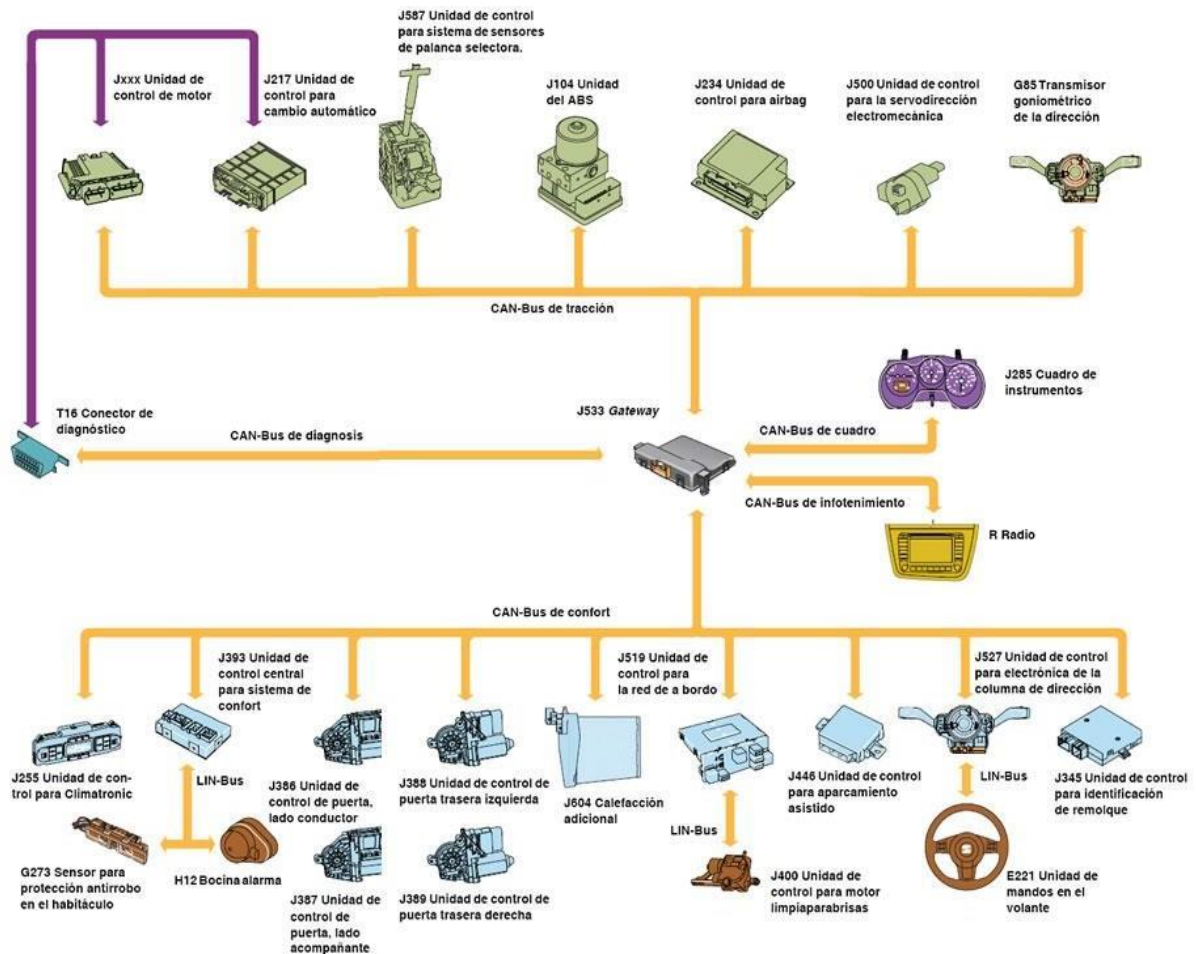 J587 Unidad de control
para sistema de sensores
de palanca selectora.
Jxxx Unidad de
control de motor
J217 Unidad de
control para
cambio automático
J104 Unidad
del ABS
J234 Unidad de
control para airbag
J500 Unidad de control
para la servodirección
electromecánica
G85 Transmisor
goniométrico
de la dirección
CAN-Bus de tracción
J285 Cuadro de
instrumentos
T16 Conector de
diagnóstico
CAN-Bus de diagnosis
J533 Gateway
CAN-Bus de cuadro
CAN-Bus de infotenimiento
R Radio
CAN-Bus de confort
J393 Unidad de
control central
para sistema de
confort
J519 Unidad de
control para
la red de a bordo
J527 Unidad de control
para electrónica de la
columna de dirección
J255 Unidad de con-
trol para Climatronic
LIN-Bus
J386 Unidad de
control de puerta,
lado conductor
J388 Unidad de control de
puerta trasera izquierda
J604 Calefacción
adicional
LIN-Bus
J446 Unidad de control
para aparcamiento
asistido
LIN-Bus
J345 Unidad de control
para identificación
de remolque
G273 Sensor para
protección antirrobo
en el habitáculo
H12 Bocina alarma
J387 Unidad de
control de
puerta, lado
acompañante
J389 Unidad de control de
puerta trasera derecha
J400 Unidad de
control para motor
limpiaparabrisas
E221 Unidad de
mandos en el
volante